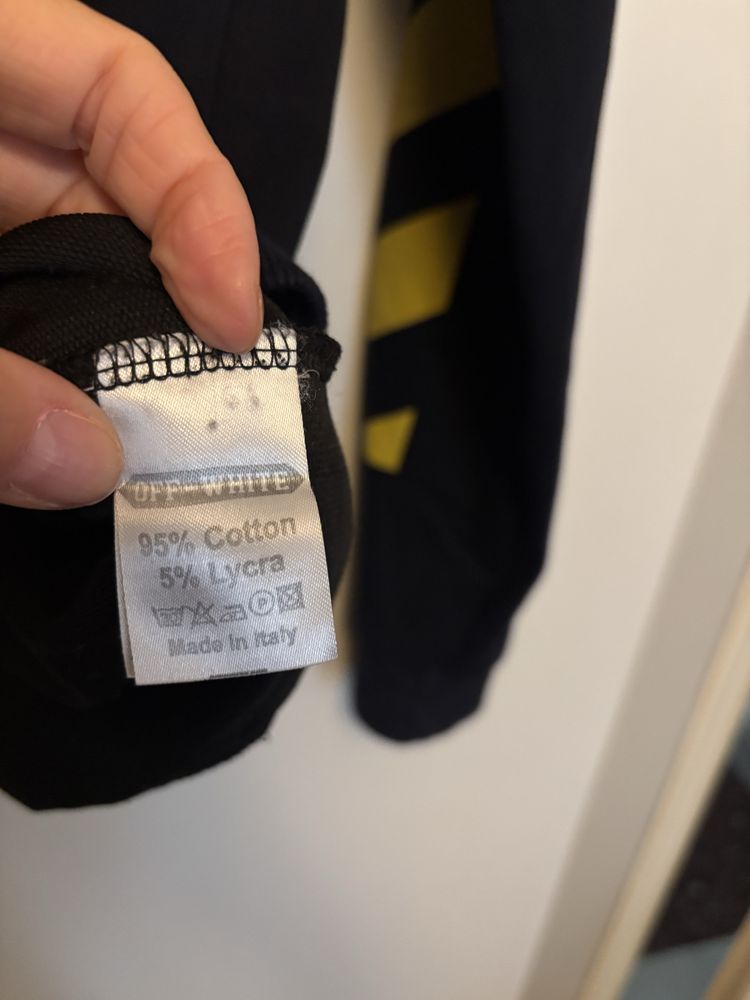 OFF-WHITE
95% Cotton
5% Lycra
P
Made in Italy